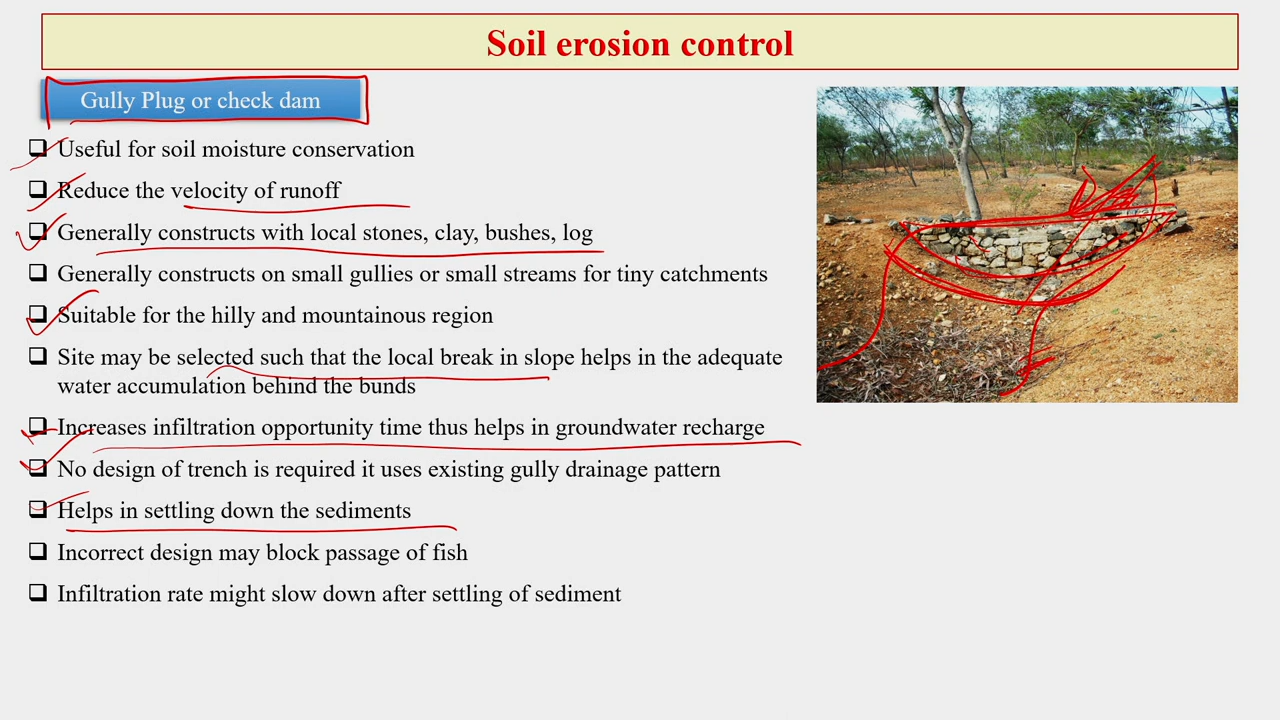 Soil erosion control
Gully Plug or check dam
Useful for soil moisture conservation
Reduce the velocity of runoff
Generally constructs with local stones, clay, bushes, log
Generally constructs on small gullies or small streams for tiny catchments
Suitable for the hilly and mountainous region
Site may be selected such that the local break in slope helps in the adequate
water accumulation behind the bunds
Increases infiltration opportunity time thus helps in groundwater recharge
No design of trench is required it uses existing gully drainage pattern
Helps in settling down the sediments
Incorrect design may block passage of fish
Infiltration rate might slow down after settling of sediment